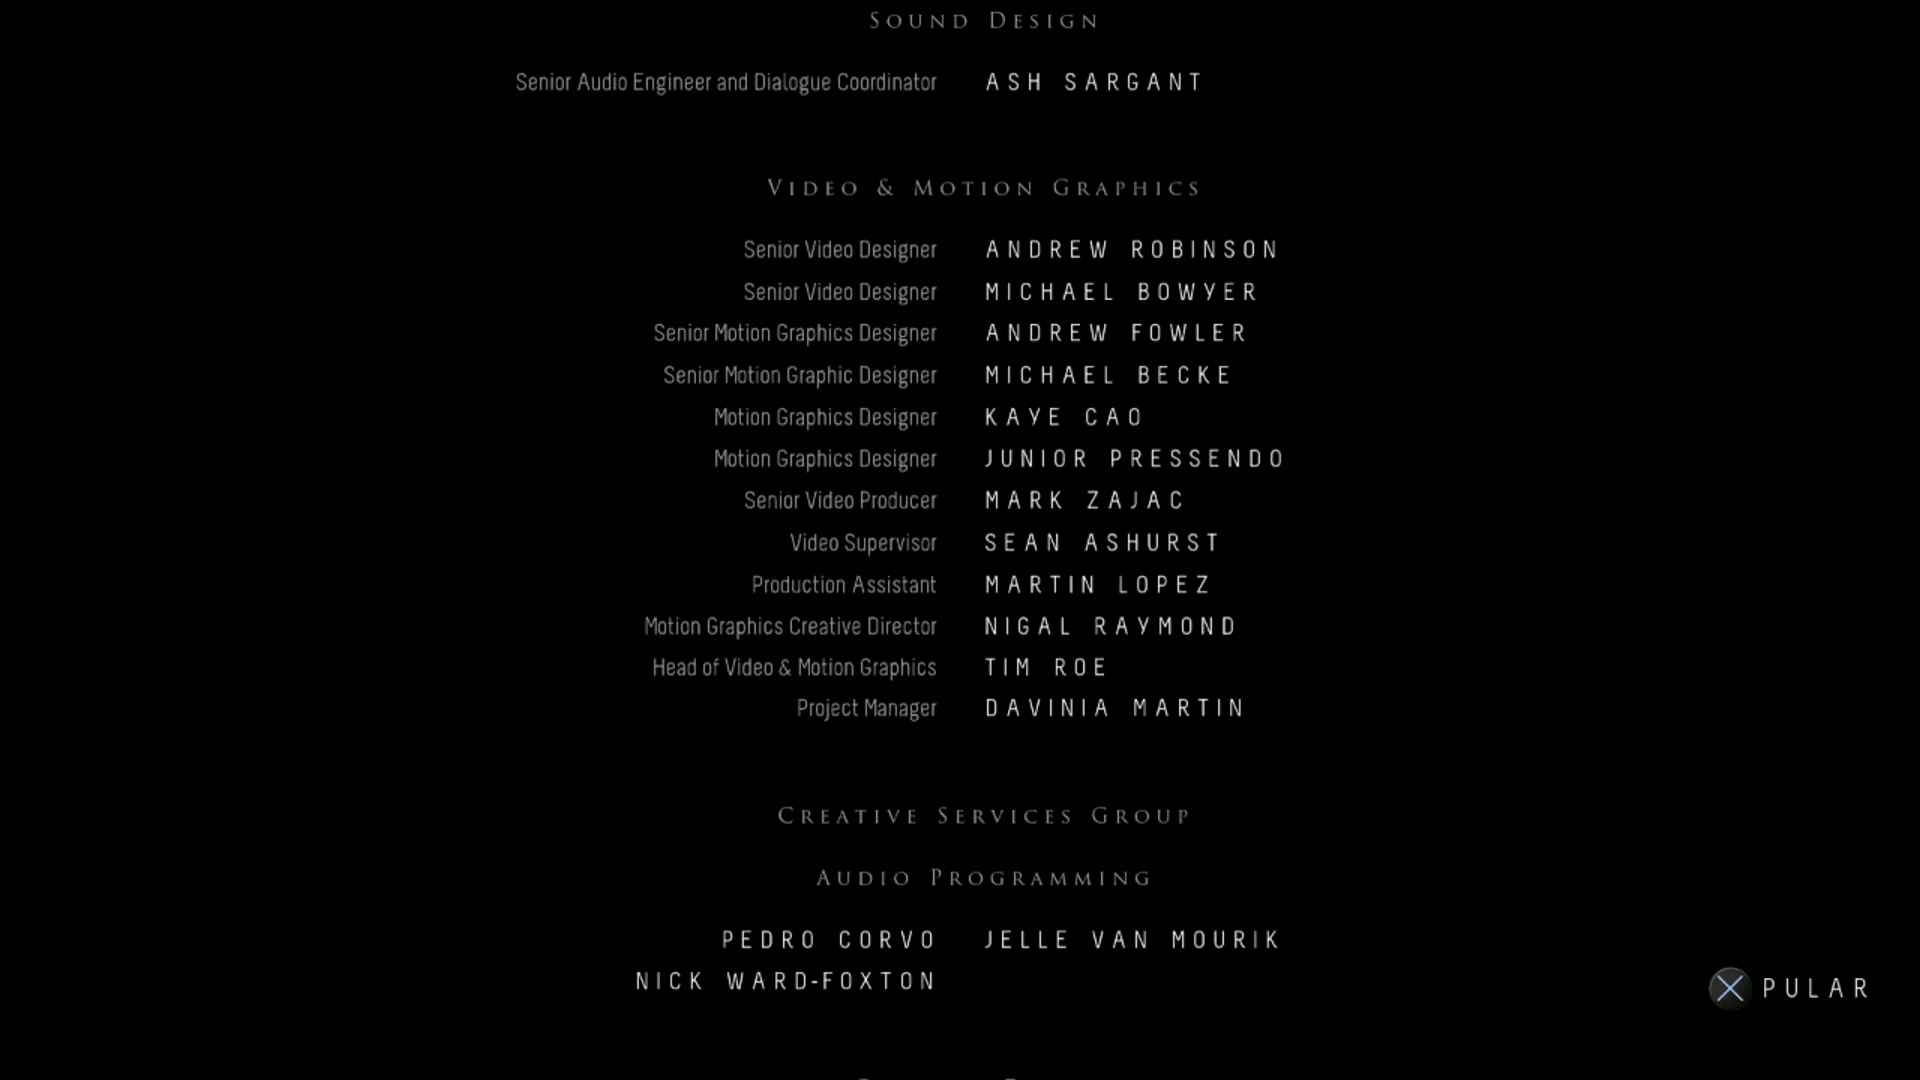 SOUND DESIGN
Senior Audio Engineer and Dialogue Coordinator ASH SARGANT
VIDEO & MOTION GRAPHICS
Senior Video Designer ANDREW ROBINSON
Senior Video Designer MICHAEL BOWYER
Senior Motion Graphics Designer ANDREW FOWLER
Senior Motion Graphic Designer MICHAEL BECKE
Motion Graphics Designer KAYE CAO
Motion Graphics Designer JUNIOR PRESSENDO
Senior Video Producer MARK ZAJAC
Video Supervisor SEAN ASHURST
Production Assistant MARTIN LOPEZ
Motion Graphics Creative Director NIGAL RAYMOND
Head of Video & Motion Graphics TIM ROE
Project Manager DAVINIA MARTIN
CREATIVE SERVICES GROUP
AUDIO PROGRAMMING
PEDRO CORVO JELLE VAN MOURIK
NICK WARD-FOXTON
PULAR